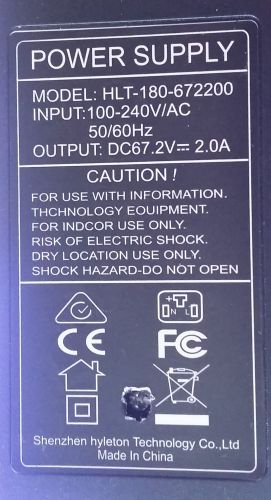 POWER SUPPLY
MODEL: HLT-180-672200
INPUT:100-240V/AC
50/60Hz
OUTPUT: DC67.2V⎓ 2.0A
CAUTION !
FOR USE WITH INFORMATION.
THCHNOLOGY EQUIPMENT.
FOR INDCOR USE ONLY.
RISK OF ELECTRIC SHOCK.
DRY LOCATION USE ONLY.
SHOCK HAZARD-DO NOT OPEN
N L
CE FC
Shenzhen hyleton Technology Co.,Ltd
Made In China